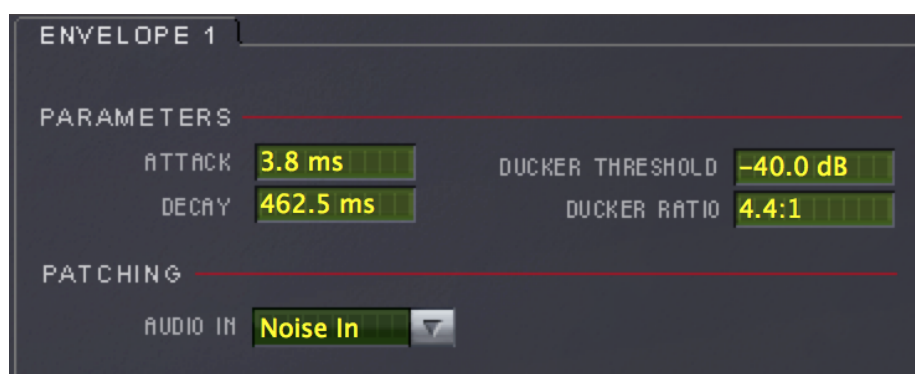 ENVELOPE 1
PARAMETERS
ATTACK 3.8 ms DUCKER THRESHOLD –40.0 dB
DECAY 462.5 ms DUCKER RATIO 4.4:1
PATCHING
AUDIO IN Noise In